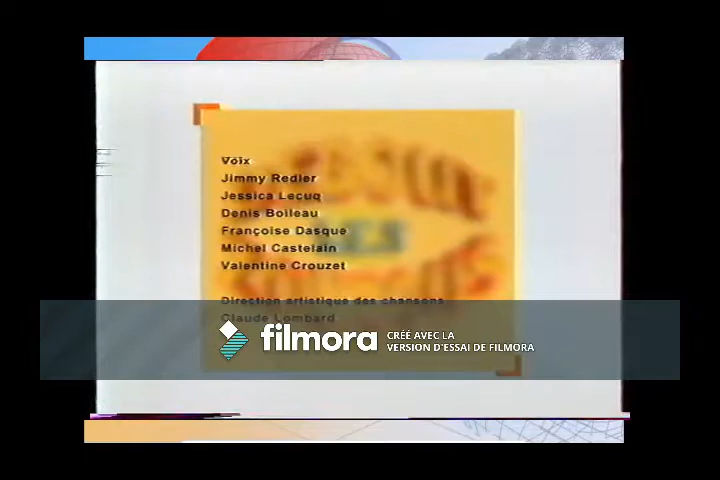 Voix
Jimmy Redler
Jessica Lecuq
Denis Boileau
Françoise Dasque
Michel Castelain
Valentine Crouzet
Direction artistique des chansons
Claude Lombard
filmora
CRÉÉ AVEC LA
VERSION D'ESSAI DE FILMORA